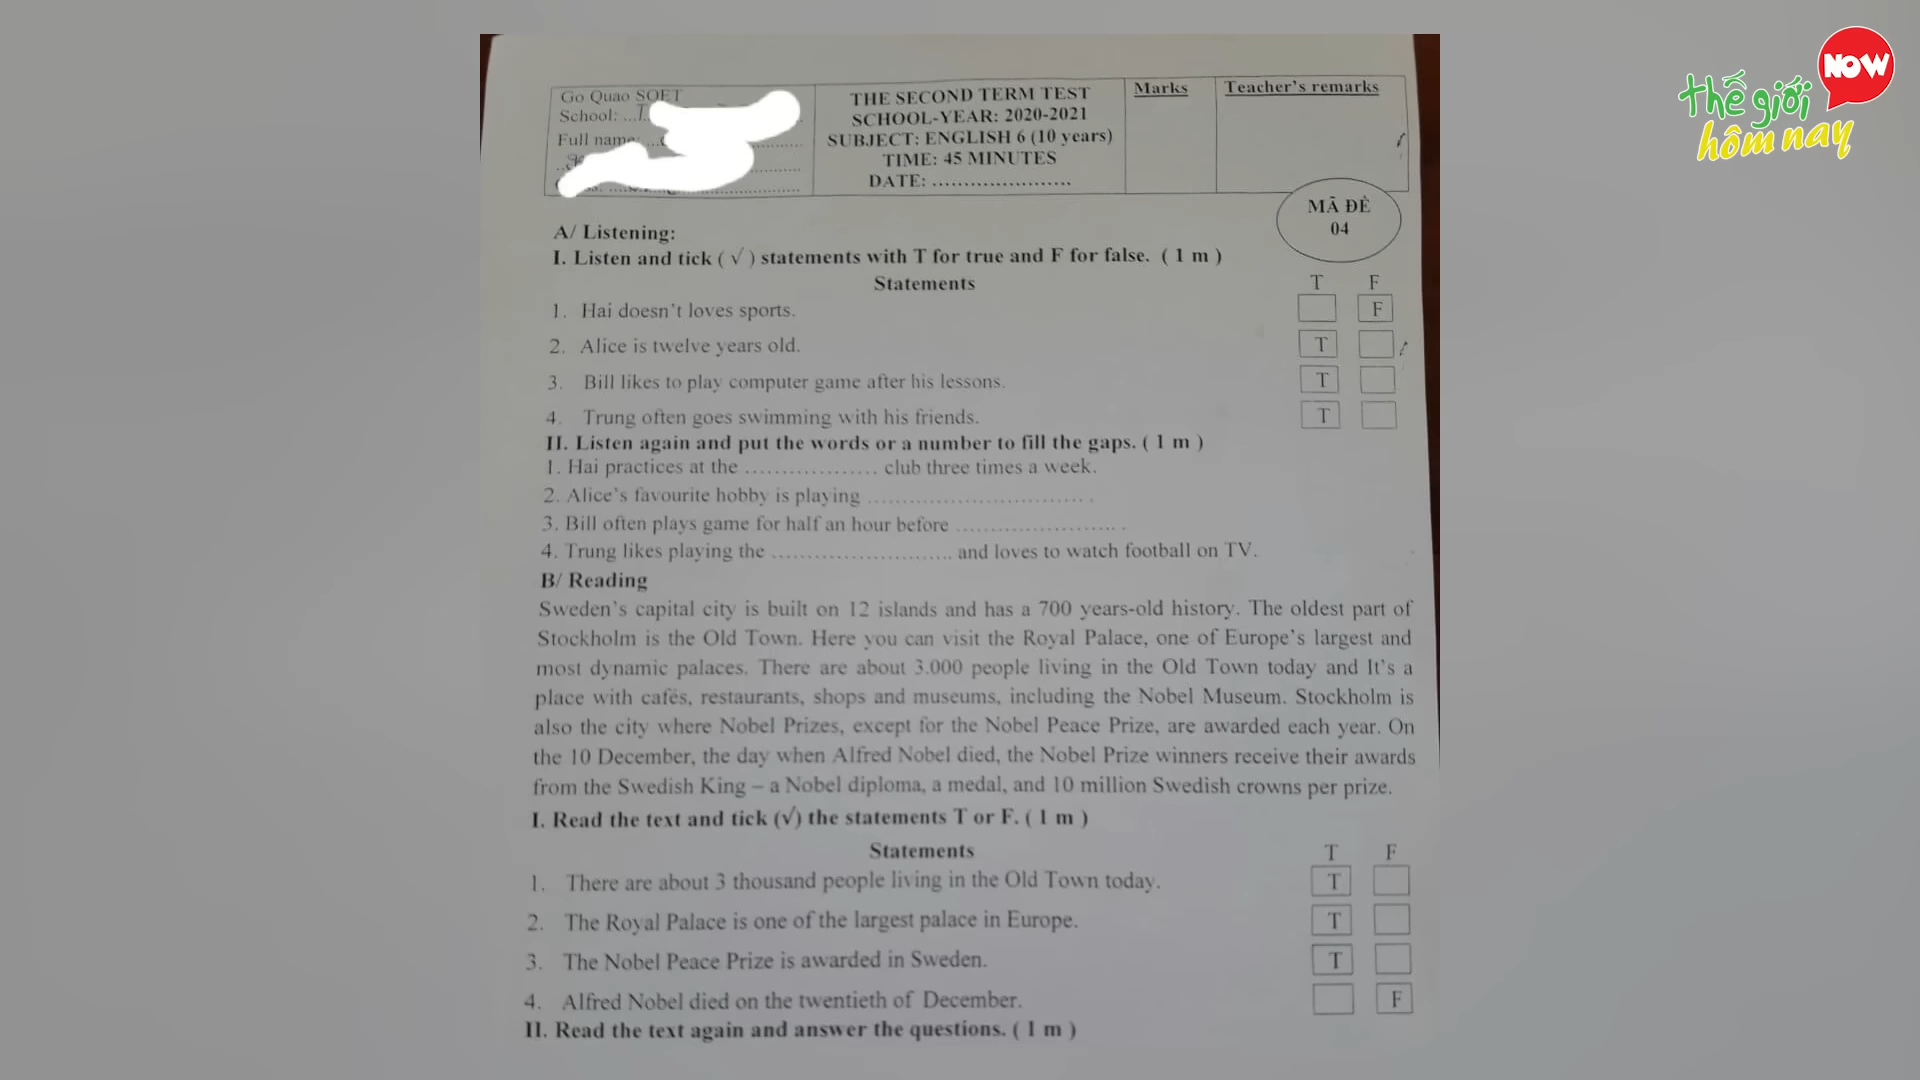 thế giới
NOW
hôm nay
Go Quao SOET
School:
Full name:
THE SECOND TERM TEST
SCHOOL-YEAR: 2020-2021
SUBJECT: ENGLISH 6 (10 years)
TIME: 45 MINUTES
DATE: ........................
Marks
Teacher's remarks
MÃ ĐỀ
04
A/ Listening:
I. Listen and tick ( √ ) statements with T for true and F for false. ( 1 m )
Statements T F
1. Hai doesn't loves sports. F
2. Alice is twelve years old. T
3. Bill likes to play computer game after his lessons. T
4. Trung often goes swimming with his friends. T
II. Listen again and put the words or a number to fill the gaps. ( 1 m )
1. Hai practices at the .................. club three times a week.
2. Alice's favourite hobby is playing .............................. .
3. Bill often plays game for half an hour before ...................... .
4. Trung likes playing the ......................... and loves to watch football on TV.
B/ Reading
Sweden's capital city is built on 12 islands and has a 700 years-old history. The oldest part of
Stockholm is the Old Town. Here you can visit the Royal Palace, one of Europe's largest and
most dynamic palaces. There are about 3.000 people living in the Old Town today and It's a
place with cafés, restaurants, shops and museums, including the Nobel Museum. Stockholm is
also the city where Nobel Prizes, except for the Nobel Peace Prize, are awarded each year. On
the 10 December, the day when Alfred Nobel died, the Nobel Prize winners receive their awards
from the Swedish King – a Nobel diploma, a medal, and 10 million Swedish crowns per prize.
I. Read the text and tick (√) the statements T or F. ( 1 m )
Statements T F
1. There are about 3 thousand people living in the Old Town today. T
2. The Royal Palace is one of the largest palace in Europe. T
3. The Nobel Peace Prize is awarded in Sweden. T
4. Alfred Nobel died on the twentieth of December. F
II. Read the text again and answer the questions. ( 1 m )